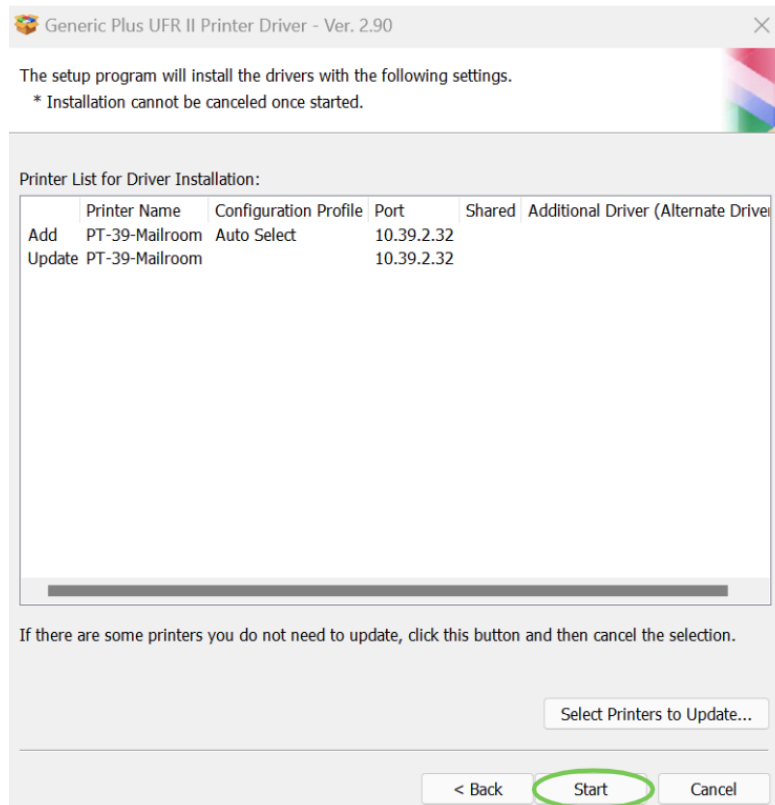 Generic Plus UFR II Printer Driver - Ver. 2.90
The setup program will install the drivers with the following settings.
* Installation cannot be canceled once started.
Printer List for Driver Installation:
Printer Name Configuration Profile Port Shared Additional Driver (Alternate Driver
Add PT-39-Mailroom Auto Select 10.39.2.32
Update PT-39-Mailroom 10.39.2.32
If there are some printers you do not need to update, click this button and then cancel the selection.
Select Printers to Update...
< Back Start Cancel